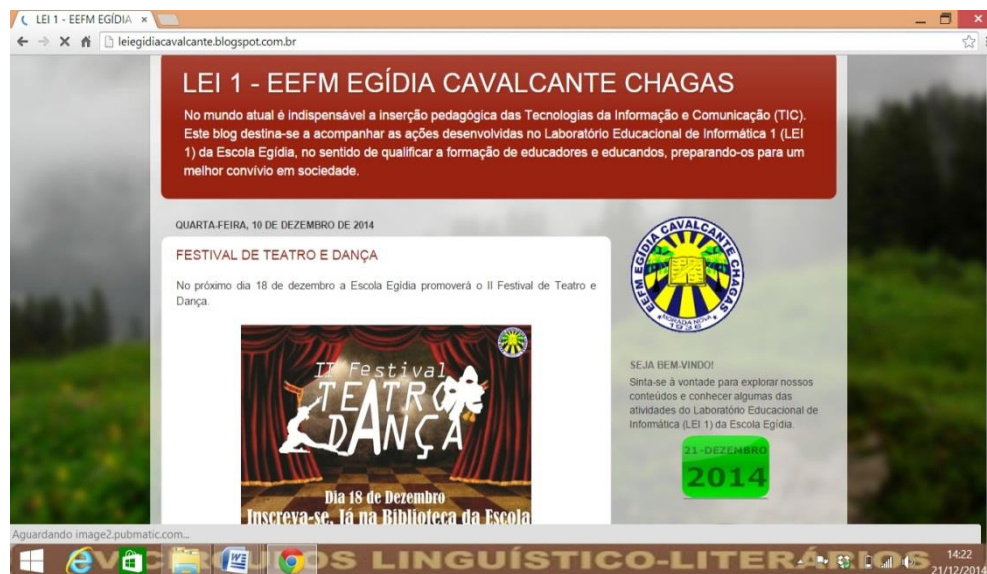 LEI 1 - EEFM EGÍDIA
leiegidiacavalcante.blogspot.com.br
LEI 1 - EEFM EGÍDIA CAVALCANTE CHAGAS
No mundo atual é indispensável a inserção pedagógica das Tecnologias da Informação e Comunicação (TIC).
Este blog destina-se a acompanhar as ações desenvolvidas no Laboratório Educacional de Informática 1 (LEI
1) da Escola Egídia, no sentido de qualificar a formação de educadores e educandos, preparando-os para um
melhor convívio em sociedade.
QUARTA-FEIRA, 10 DE DEZEMBRO DE 2014
FESTIVAL DE TEATRO E DANÇA
No próximo dia 18 de dezembro a Escola Egídia promoverá o II Festival de Teatro e
Dança.
II Festival
TEATRO
DANÇA
Dia 18 de Dezembro
Inscreva-se, Já na Biblioteca da Escola
EEFM EGÍDIA CAVALCANTE CHAGAS
MORADA NOVA
1936
SEJA BEM-VINDO!
Sinta-se à vontade para explorar nossos
conteúdos e conhecer algumas das
atividades do Laboratório Educacional de
Informática (LEI 1) da Escola Egídia.
21-DEZEMBRO
2014
Aguardando image2.pubmatic.com...
LINGUÍSTICO-LITERÁRIOS
14:22
21/12/2014